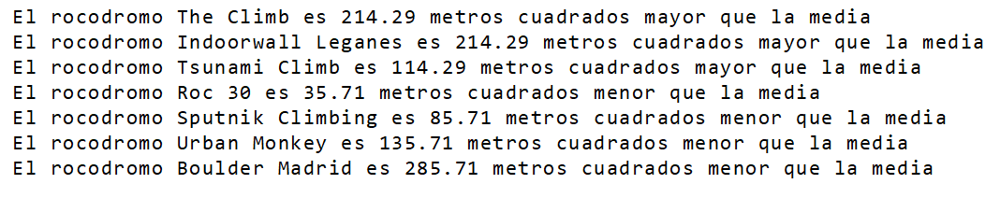 El rocodromo The Climb es 214.29 metros cuadrados mayor que la media
El rocodromo Indoorwall Leganes es 214.29 metros cuadrados mayor que la media
El rocodromo Tsunami Climb es 114.29 metros cuadrados mayor que la media
El rocodromo Roc 30 es 35.71 metros cuadrados menor que la media
El rocodromo Sputnik Climbing es 85.71 metros cuadrados menor que la media
El rocodromo Urban Monkey es 135.71 metros cuadrados menor que la media
El rocodromo Boulder Madrid es 285.71 metros cuadrados menor que la media